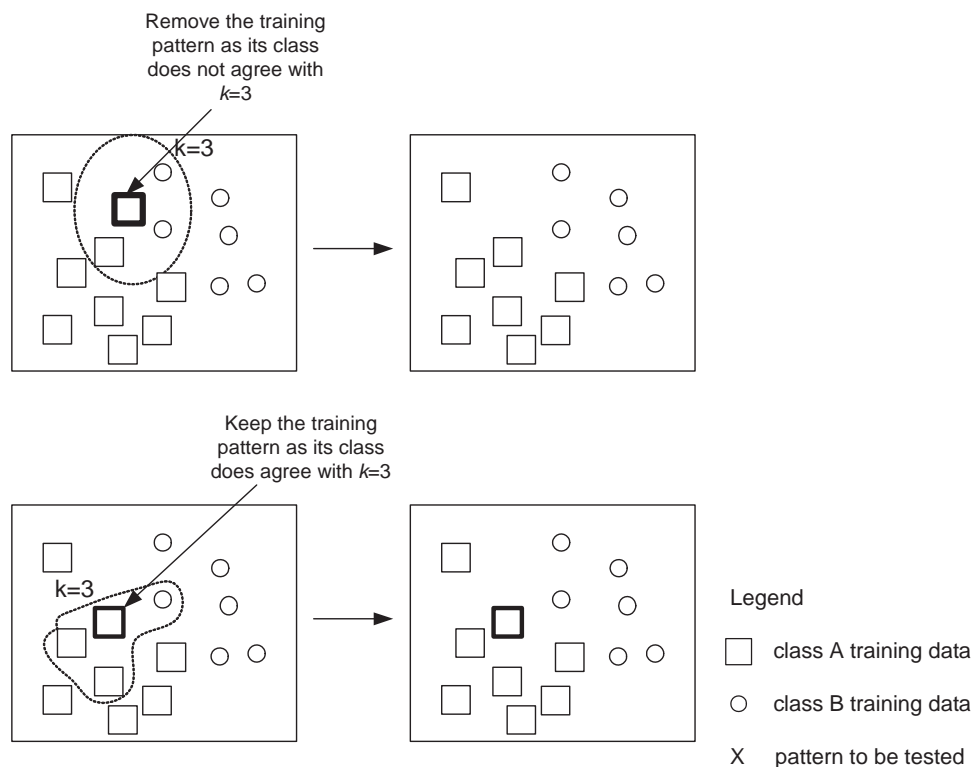 Remove the training
pattern as its class
does not agree with
k=3
k=3
Keep the training
pattern as its class
does agree with k=3
k=3
Legend
class A training data
class B training data
X pattern to be tested